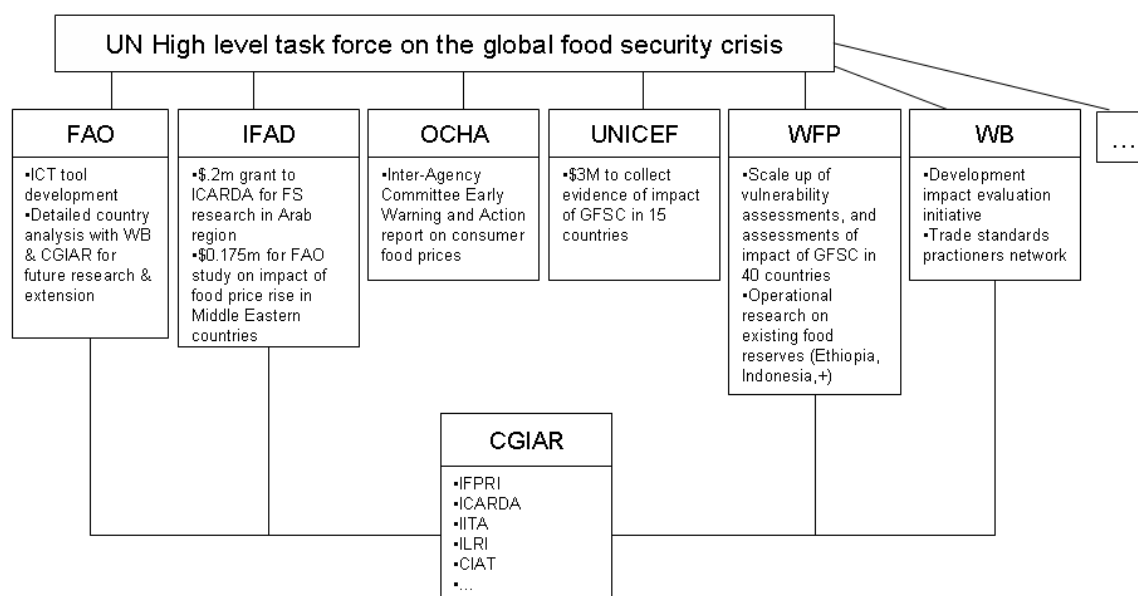 UN High level task force on the global food security crisis
FAO
▪ICT tool
development
▪Detailed country
analysis with WB
& CGIAR for
future research &
extension
IFAD
▪$.2m grant to
ICARDA for FS
research in Arab
region
▪$0.175m for FAO
study on impact of
food price rise in
Middle Eastern
countries
OCHA
▪Inter-Agency
Committee Early
Warning and Action
report on consumer
food prices
UNICEF
▪$3M to collect
evidence of impact
of GFSC in 15
countries
WFP
▪Scale up of
vulnerability
assessments, and
assessments of
impact of GFSC in
40 countries
▪Operational
research on
existing food
reserves (Ethiopia,
Indonesia,+)
WB
▪Development
impact evaluation
initiative
▪Trade standards
practioners network
...
CGIAR
▪IFPRI
▪ICARDA
▪IITA
▪ILRI
▪CIAT
▪...